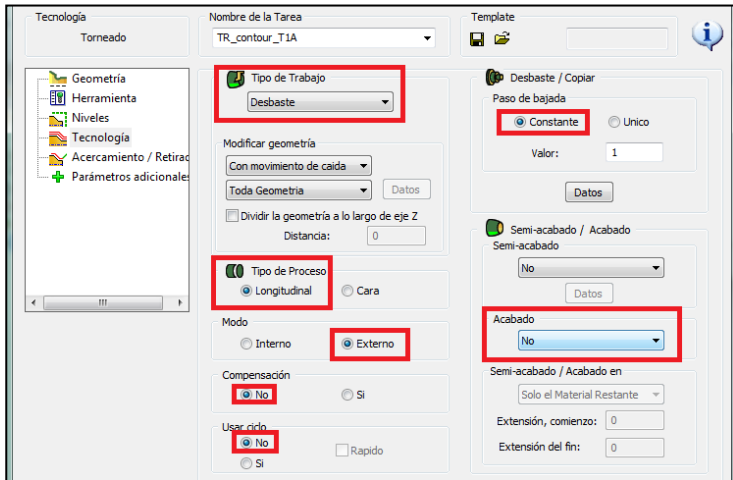 Tecnología
Torneado
Nombre de la Tarea
TR_contour_T1A
Template
Geometría
Herramienta
Niveles
Tecnología
Acercamiento / Retirad
Parámetros adicionales
Tipo de Trabajo
Desbaste
Modificar geometría
Con movimiento de caida
Toda Geometria
Datos
Dividir la geometría a lo largo de eje Z
Distancia:
0
Tipo de Proceso
Longitudinal
Cara
Modo
Interno
Externo
Compensación
No
Si
Usar ciclo
No
Rapido
Si
Desbaste / Copiar
Paso de bajada
Constante
Unico
Valor:
1
Datos
Semi-acabado / Acabado
Semi-acabado
No
Datos
Acabado
No
Semi-acabado / Acabado en
Solo el Material Restante
Extensión, comienzo:
0
Extensión del fin:
0